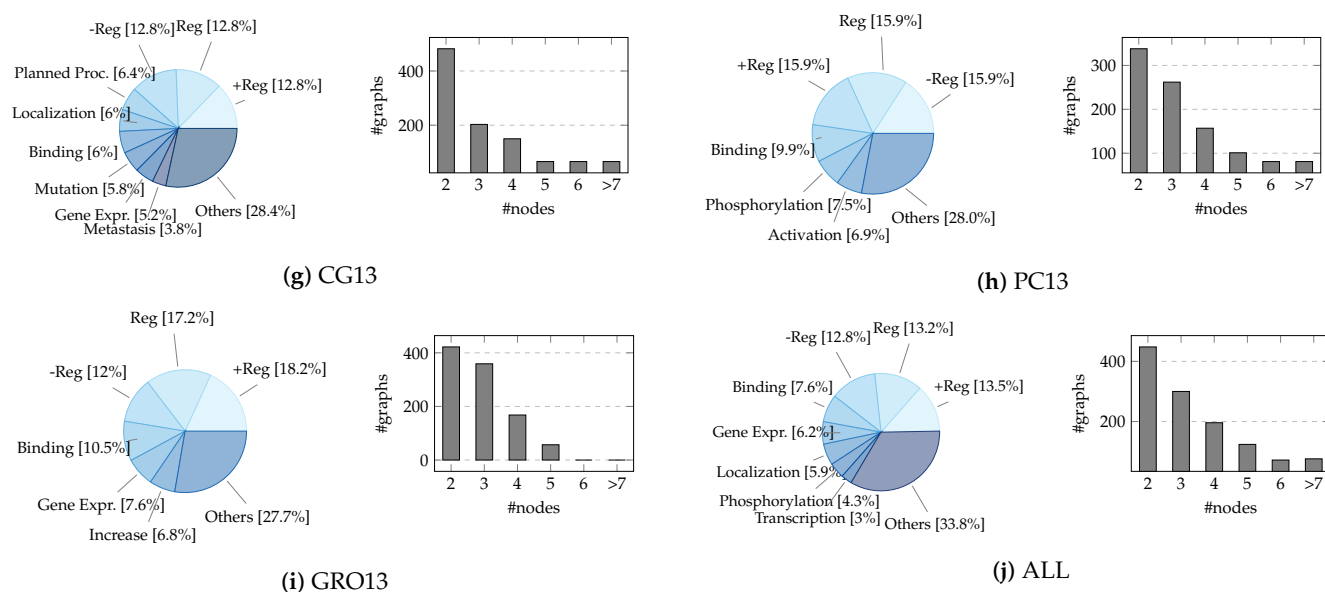 -Reg [12.8%]
Reg [12.8%]
Planned Proc. [6.4%]
+Reg [12.8%]
Localization [6%]
Binding [6%]
Mutation [5.8%]
Gene Expr. [5.2%]
Metastasis [3.8%]
Others [28.4%]
400
200
#graphs
2 3 4 5 6 >7
#nodes
(g) CG13
Reg [15.9%]
+Reg [15.9%]
-Reg [15.9%]
Binding [9.9%]
Phosphorylation [7.5%]
Activation [6.9%]
Others [28.0%]
300
200
100
#graphs
2 3 4 5 6 >7
#nodes
(h) PC13
Reg [17.2%]
-Reg [12%]
+Reg [18.2%]
Binding [10.5%]
Gene Expr. [7.6%]
Increase [6.8%]
Others [27.7%]
400
200
0
#graphs
2 3 4 5 6 >7
#nodes
(i) GRO13
-Reg [12.8%]
Reg [13.2%]
Binding [7.6%]
+Reg [13.5%]
Gene Expr. [6.2%]
Localization [5.9%]
Phosphorylation [4.3%]
Transcription [3%]
Others [33.8%]
400
200
#graphs
2 3 4 5 6 >7
#nodes
(j) ALL